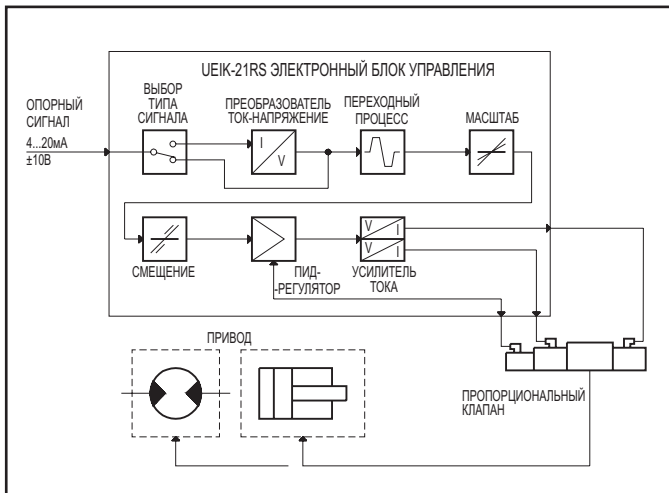 UEIK-21RS ЭЛЕКТРОННЫЙ БЛОК УПРАВЛЕНИЯ
ОПОРНЫЙ
СИГНАЛ
4...20мА
±10В
ВЫБОР
ТИПА
СИГНАЛА
ПРЕОБРАЗОВАТЕЛЬ
ТОК-НАПРЯЖЕНИЕ
ПЕРЕХОДНЫЙ
ПРОЦЕСС
МАСШТАБ
I
V
СМЕЩЕНИЕ
ПИД-
-РЕГУЛЯТОР
V
I
V
I
УСИЛИТЕЛЬ
ТОКА
ПРИВОД
ПРОПОРЦИОНАЛЬНЫЙ
КЛАПАН